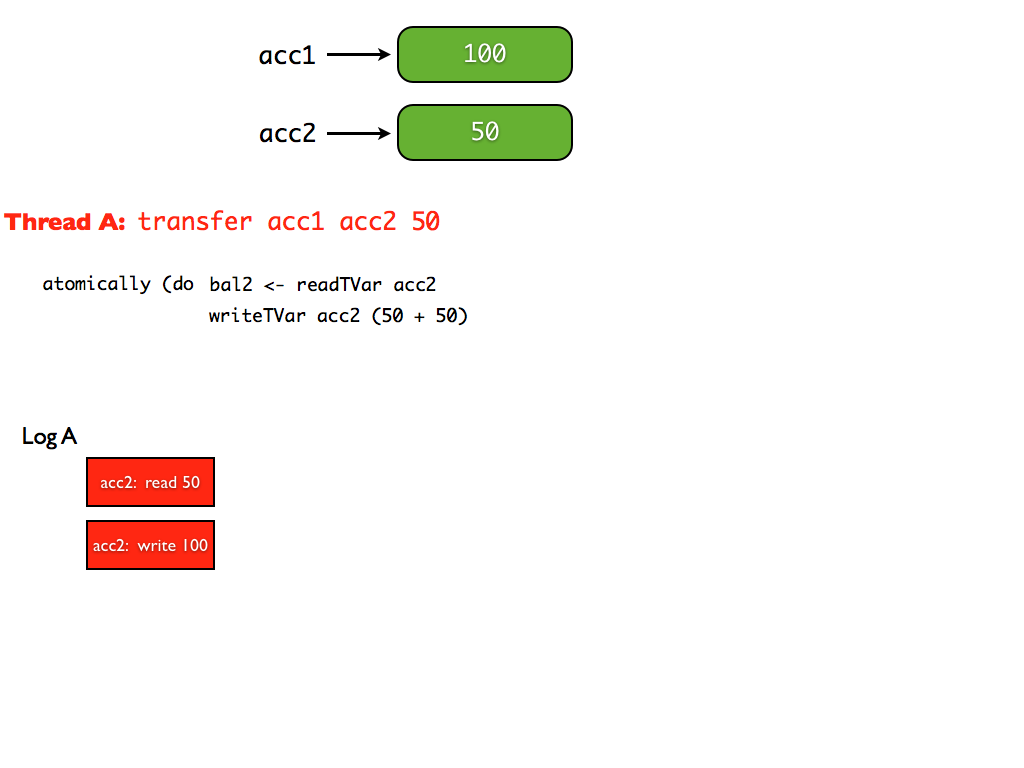 acc1 100
acc2 50
Thread A: transfer acc1 acc2 50
atomically (do bal2 <- readTVar acc2
writeTVar acc2 (50 + 50)
Log A
acc2: read 50
acc2: write 100